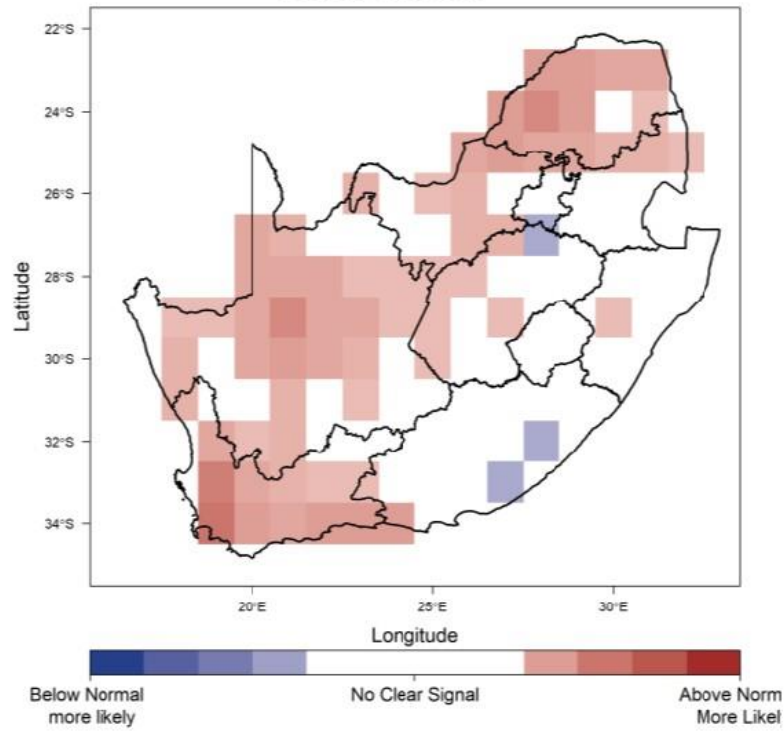 22°S
24°S
26°S
28°S
30°S
32°S
34°S
Latitude
20°E 25°E 30°E
Longitude
Below Normal
more likely
No Clear Signal
Above Norm
More Likel